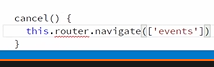 cancel() {
this.router.navigate(['events'])
}